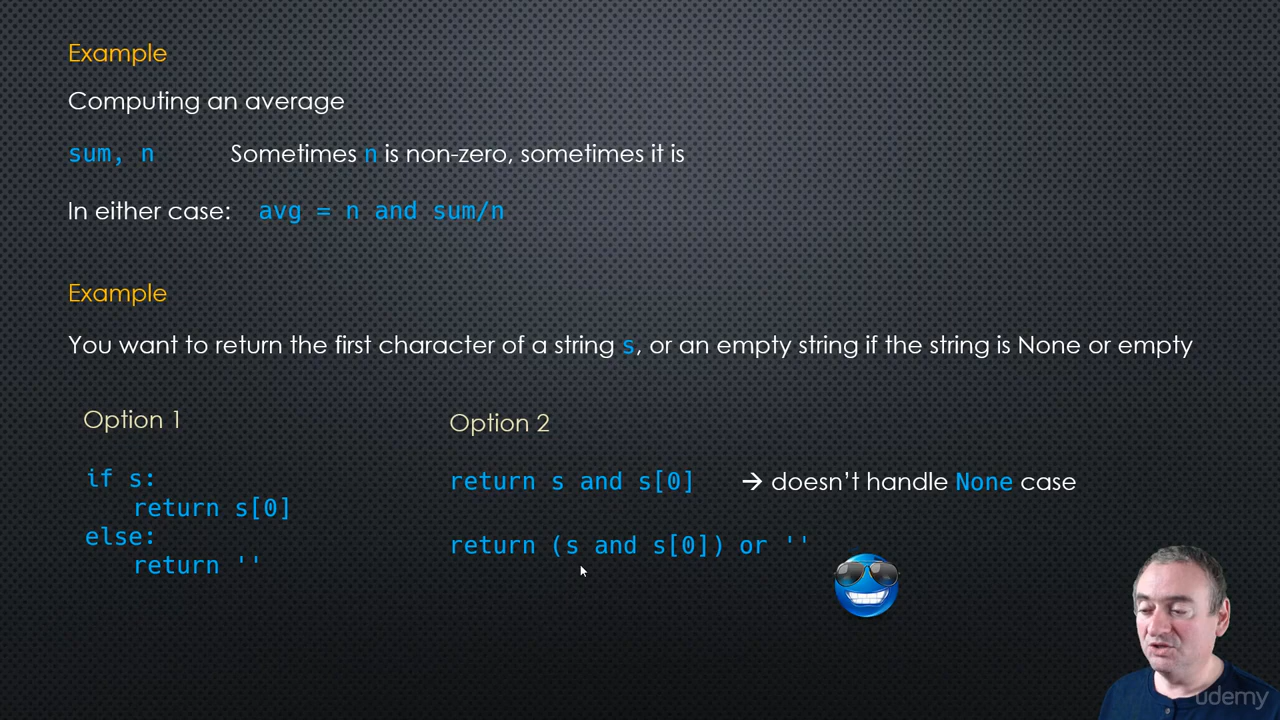 Example
Computing an average
sum, n Sometimes n is non-zero, sometimes it is
In either case: avg = n and sum/n
Example
You want to return the first character of a string s, or an empty string if the string is None or empty
Option 1
Option 2
if s:
return s[0]
else:
return ''
return s and s[0] → doesn't handle None case
return (s and s[0]) or ''
udemy